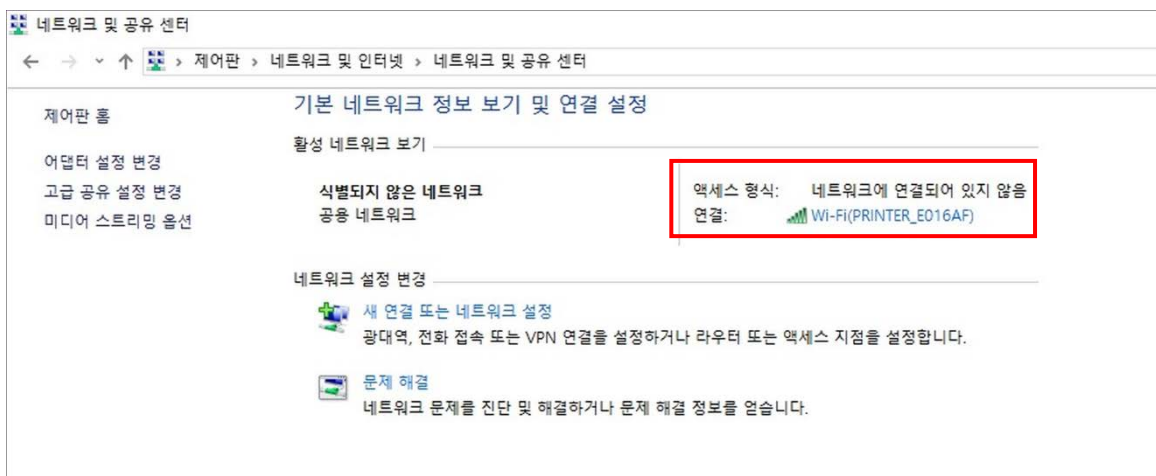 네트워크 및 공유 센터
제어판 › 네트워크 및 인터넷 › 네트워크 및 공유 센터
제어판 홈
어댑터 설정 변경
고급 공유 설정 변경
미디어 스트리밍 옵션
기본 네트워크 정보 보기 및 연결 설정
활성 네트워크 보기
식별되지 않은 네트워크
공용 네트워크
액세스 형식: 네트워크에 연결되어 있지 않음
연결: Wi-Fi(PRINTER_E016AF)
네트워크 설정 변경
새 연결 또는 네트워크 설정
광대역, 전화 접속 또는 VPN 연결을 설정하거나 라우터 또는 액세스 지점을 설정합니다.
문제 해결
네트워크 문제를 진단 및 해결하거나 문제 해결 정보를 얻습니다.